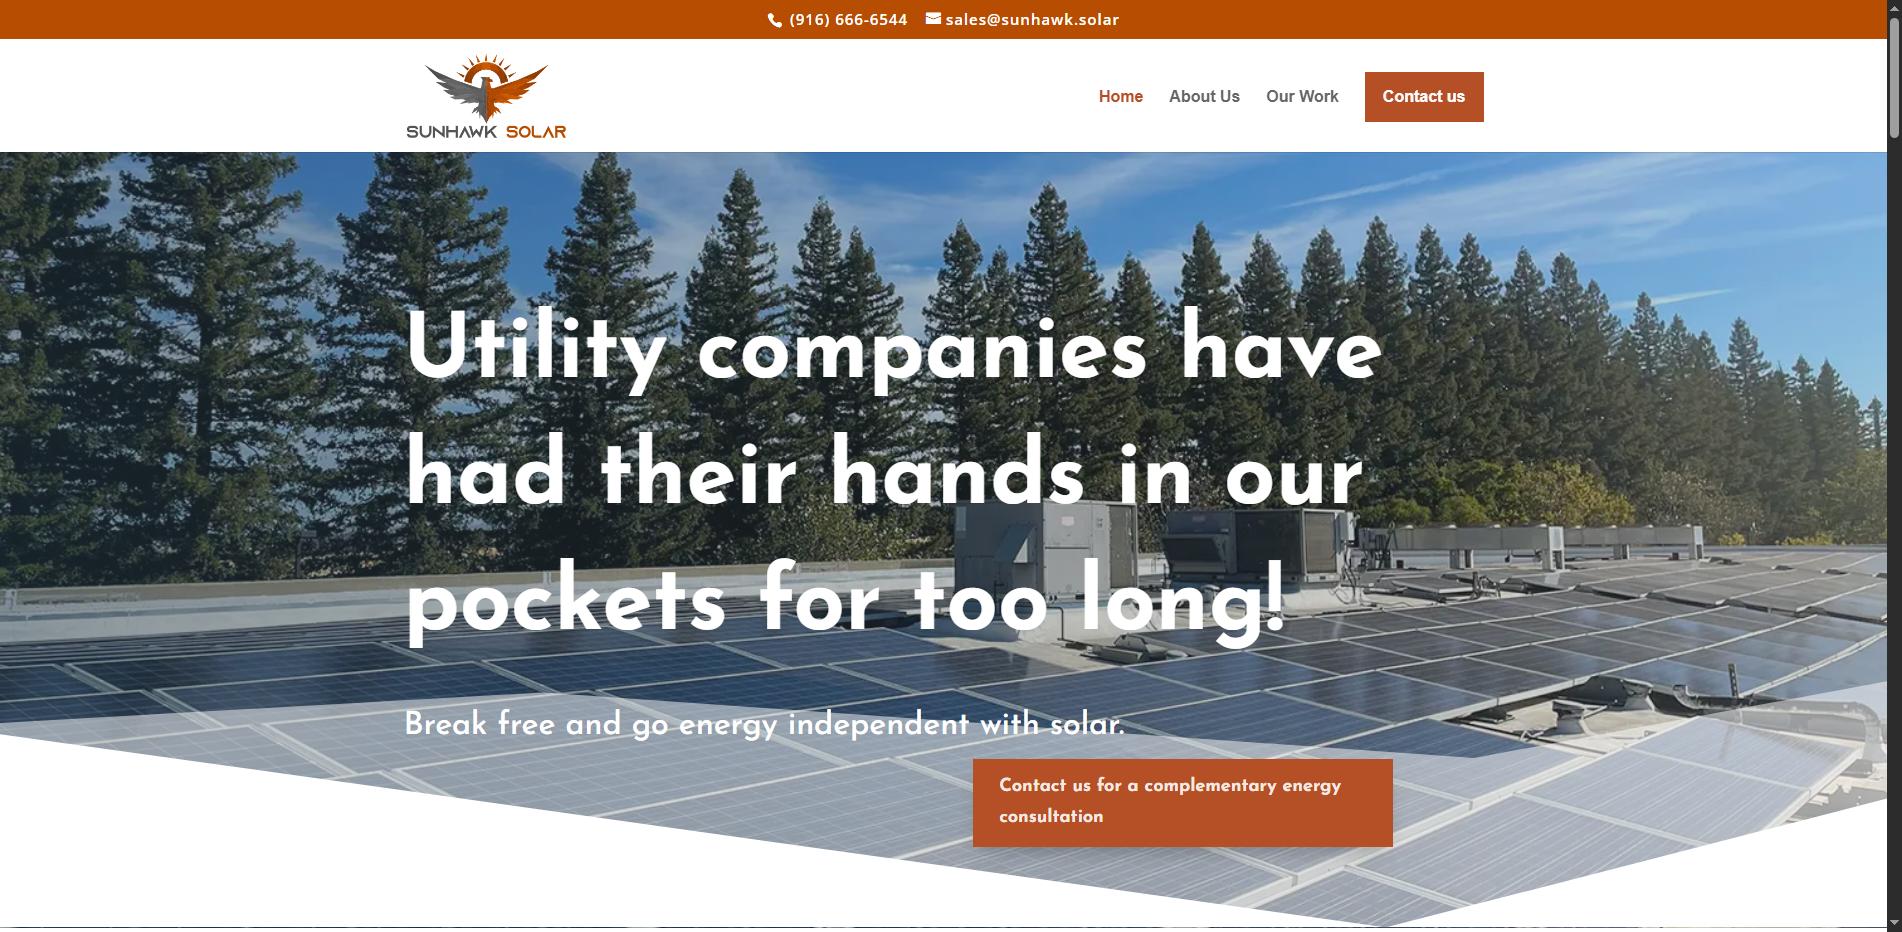 (916) 666-6544 sales@sunhawk.solar
SUNHAWK SOLAR
Home About Us Our Work Contact us
Utility companies have
had their hands in our
pockets for too long!
Break free and go energy independent with solar.
Contact us for a complementary energy
consultation